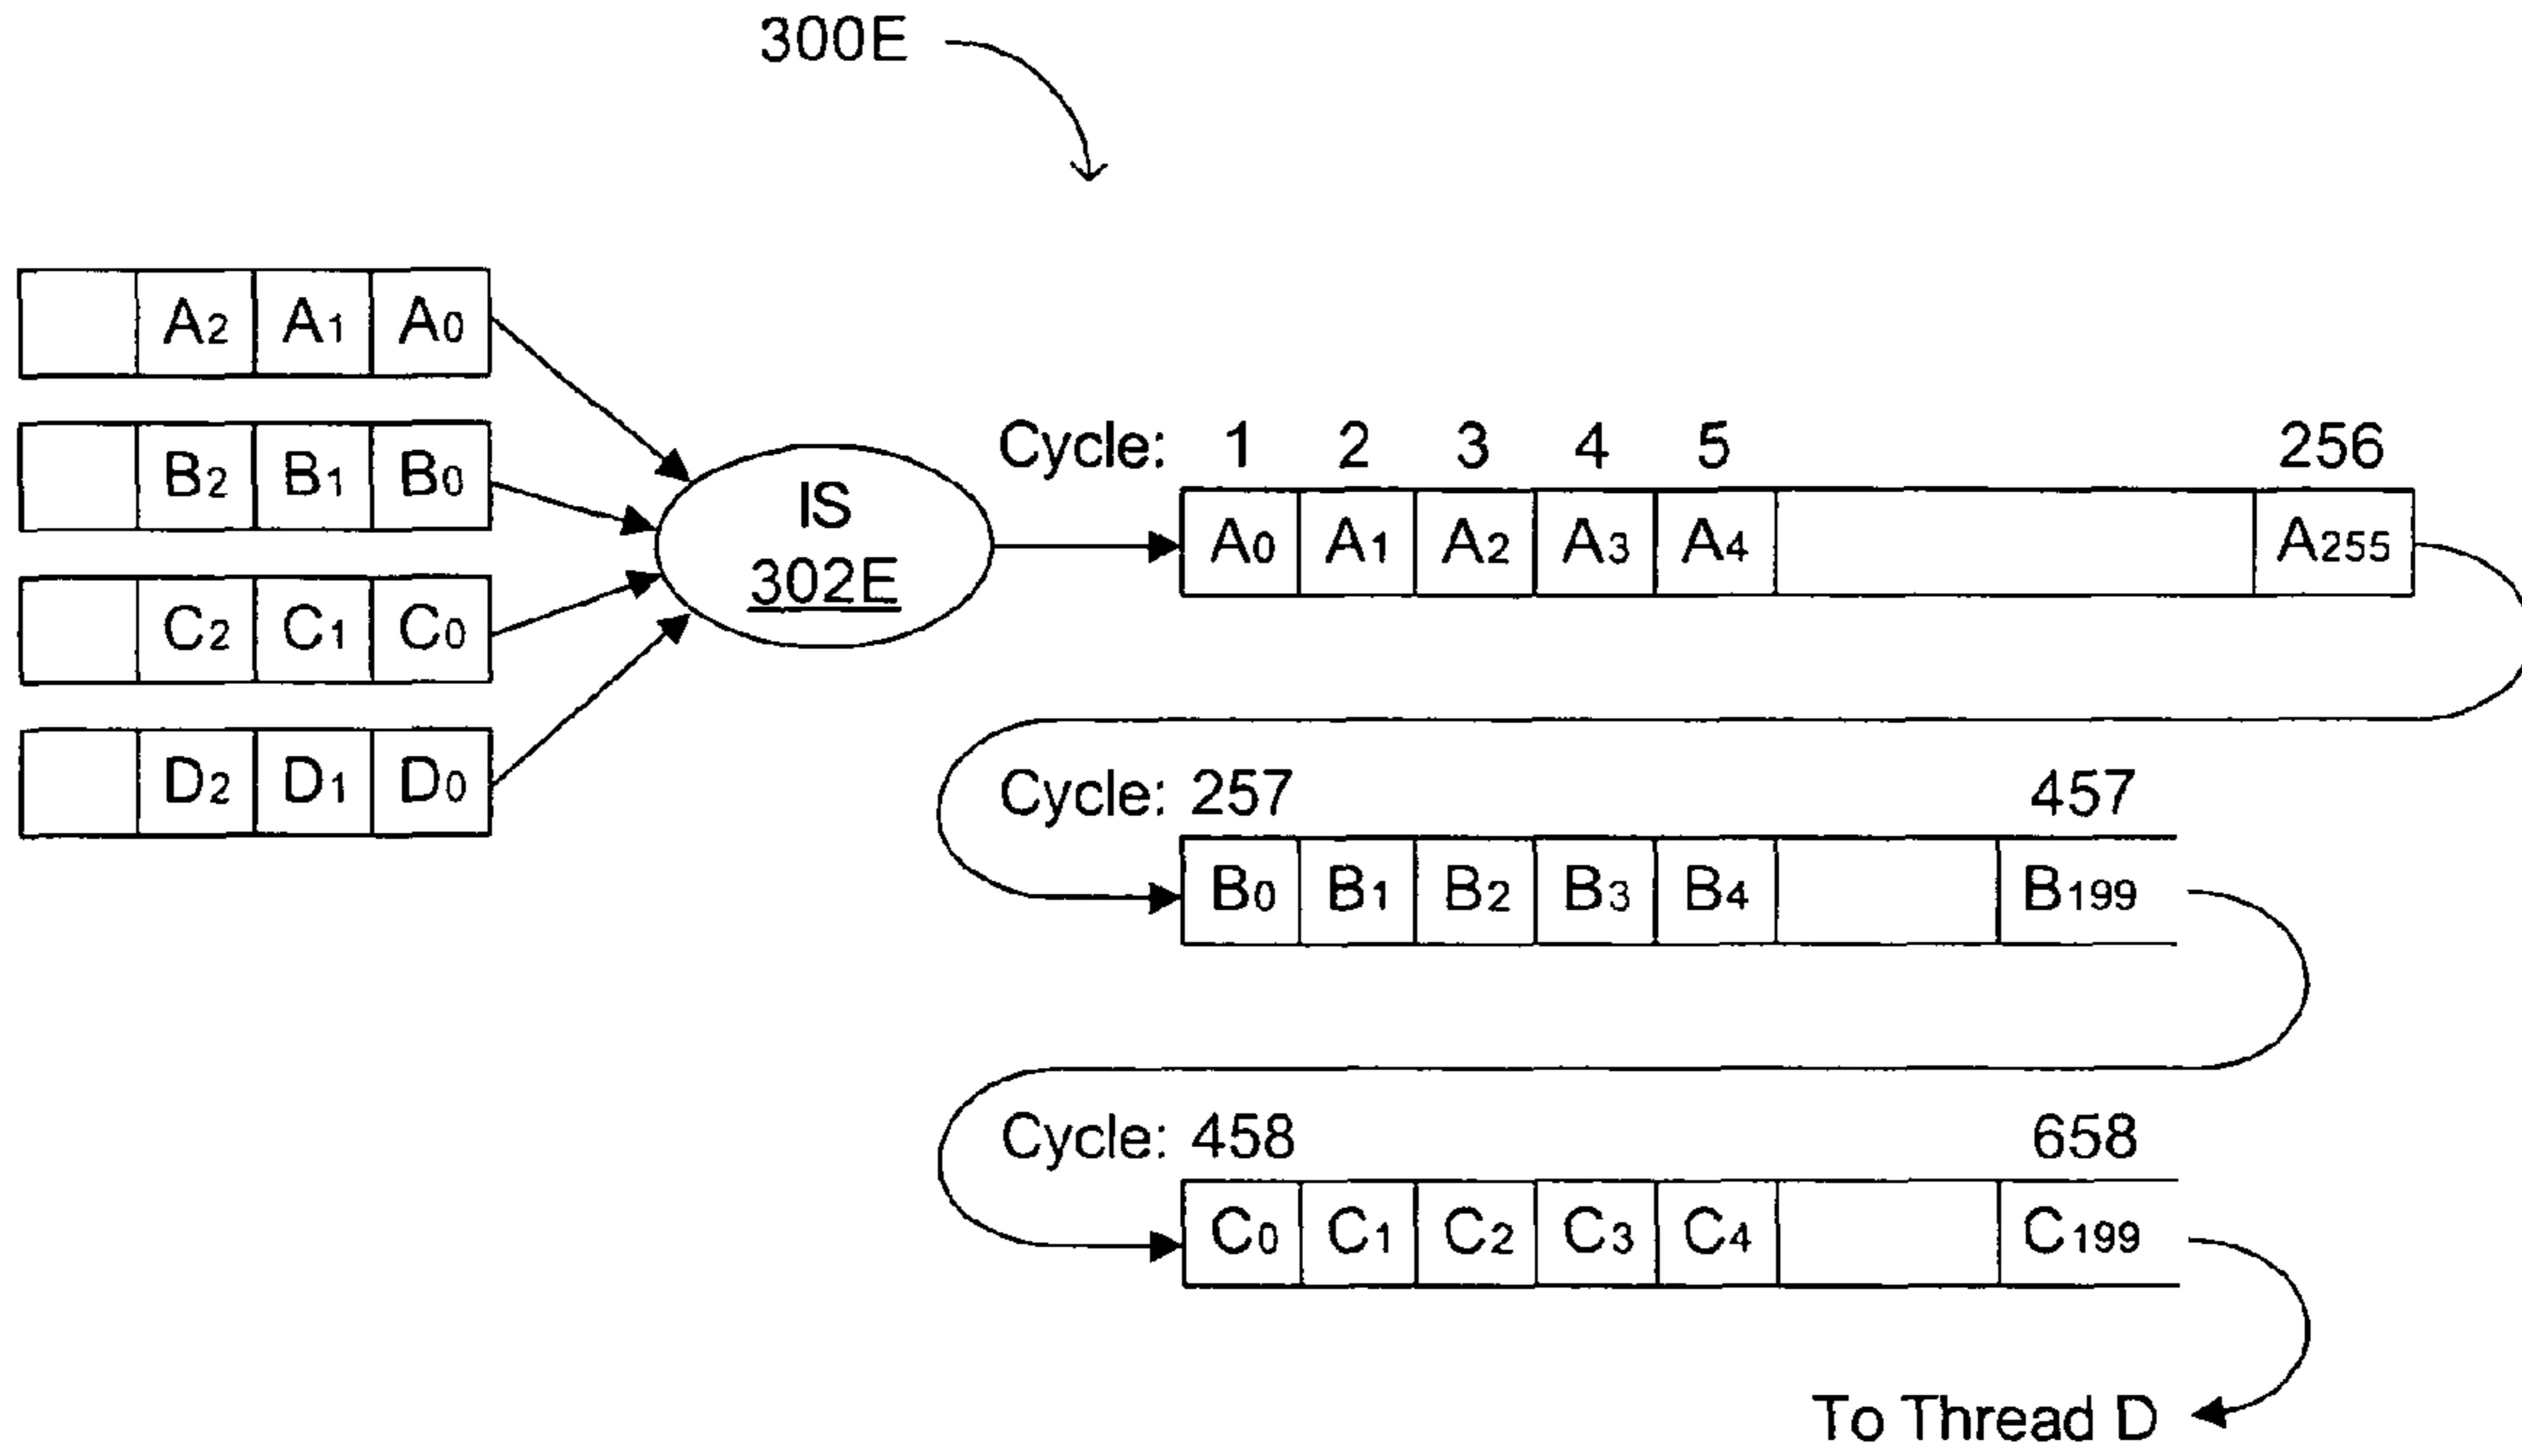 300E
A2 A1 A0
B2 B1 B0
C2 C1 C0
D2 D1 D0
IS
302E
Cycle: 1 2 3 4 5 256
A0 A1 A2 A3 A4 A255
Cycle: 257 457
B0 B1 B2 B3 B4 B199
Cycle: 458 658
C0 C1 C2 C3 C4 C199
To Thread D